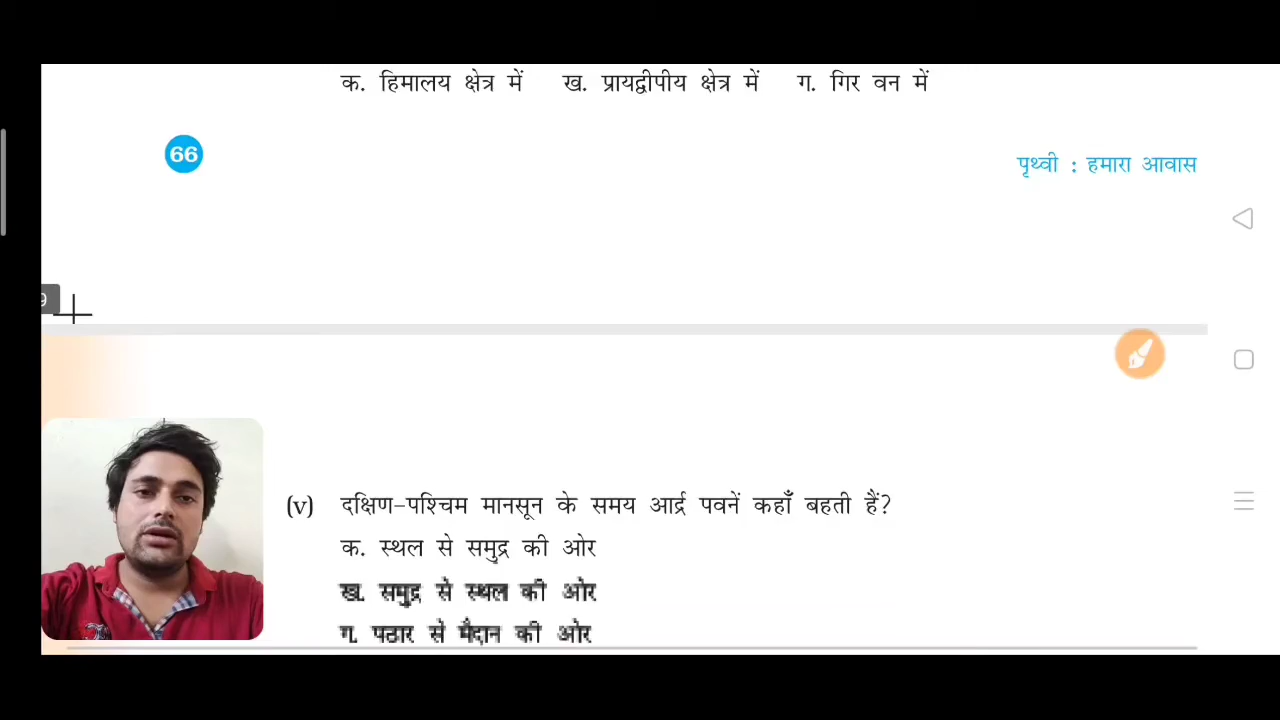 क. हिमालय क्षेत्र में ख. प्रायद्वीपीय क्षेत्र में ग. गिर वन में
66
पृथ्वी : हमारा आवास
9
(v) दक्षिण-पश्चिम मानसून के समय आर्द्र पवनें कहाँ बहती हैं?
क. स्थल से समुद्र की ओर
ख. समुद्र से स्थल की ओर
ग. पठार से मैदान की ओर